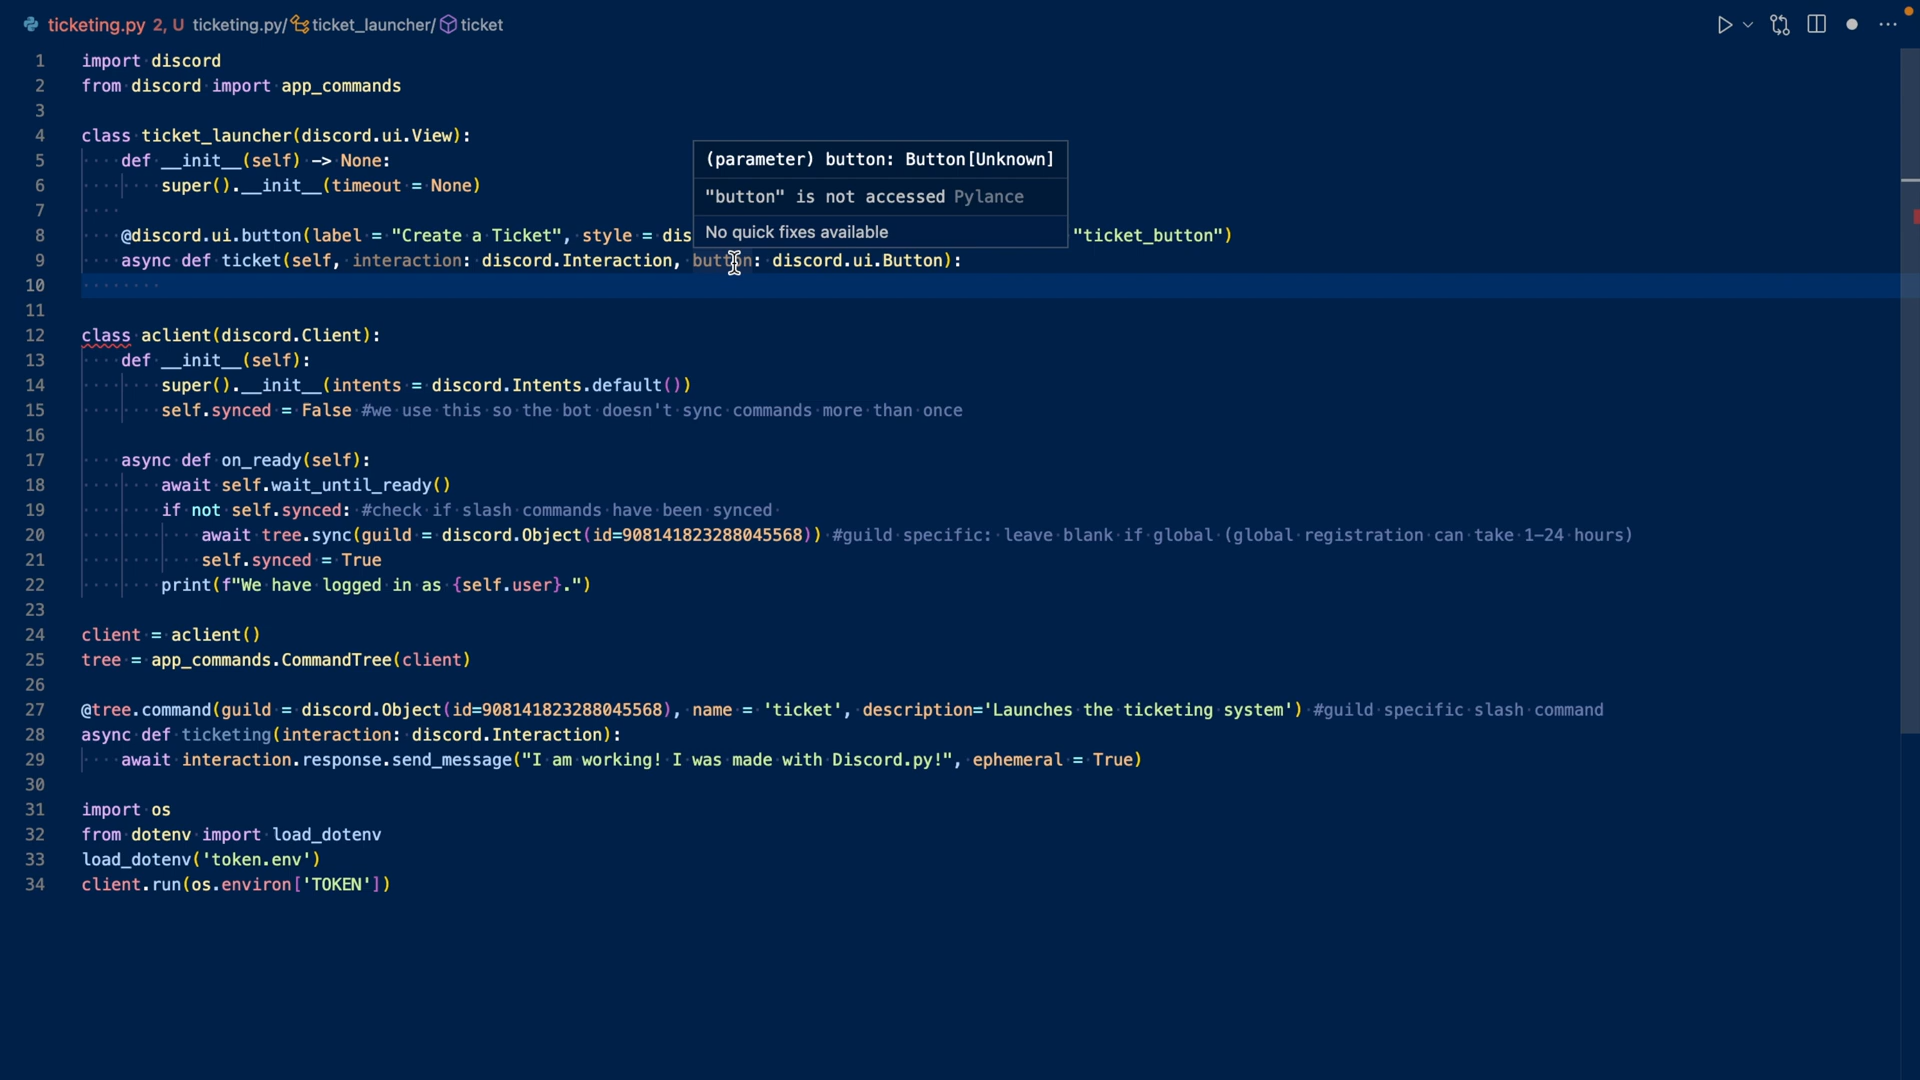 ticketing.py 2, U ticketing.py/ ticket_launcher/ ticket
1 import discord
2 from discord import app_commands
3
4 class ticket_launcher(discord.ui.View):
5 def __init__(self) -> None:
6 super().__init__(timeout = None)
7
8 @discord.ui.button(label = "Create a Ticket", style = dis "ticket_button")
9 async def ticket(self, interaction: discord.Interaction, button: discord.ui.Button):
10
11
12 class aclient(discord.Client):
13 def __init__(self):
14 super().__init__(intents = discord.Intents.default())
15 self.synced = False #we use this so the bot doesn't sync commands more than once
16
17 async def on_ready(self):
18 await self.wait_until_ready()
19 if not self.synced: #check if slash commands have been synced
20 await tree.sync(guild = discord.Object(id=908141823288045568)) #guild specific: leave blank if global (global registration can take 1-24 hours)
21 self.synced = True
22 print(f"We have logged in as {self.user}.")
23
24 client = aclient()
25 tree = app_commands.CommandTree(client)
26
27 @tree.command(guild = discord.Object(id=908141823288045568), name = 'ticket', description='Launches the ticketing system') #guild specific slash command
28 async def ticketing(interaction: discord.Interaction):
29 await interaction.response.send_message("I am working! I was made with Discord.py!", ephemeral = True)
30
31 import os
32 from dotenv import load_dotenv
33 load_dotenv('token.env')
34 client.run(os.environ['TOKEN'])
(parameter) button: Button[Unknown]
"button" is not accessed Pylance
No quick fixes available